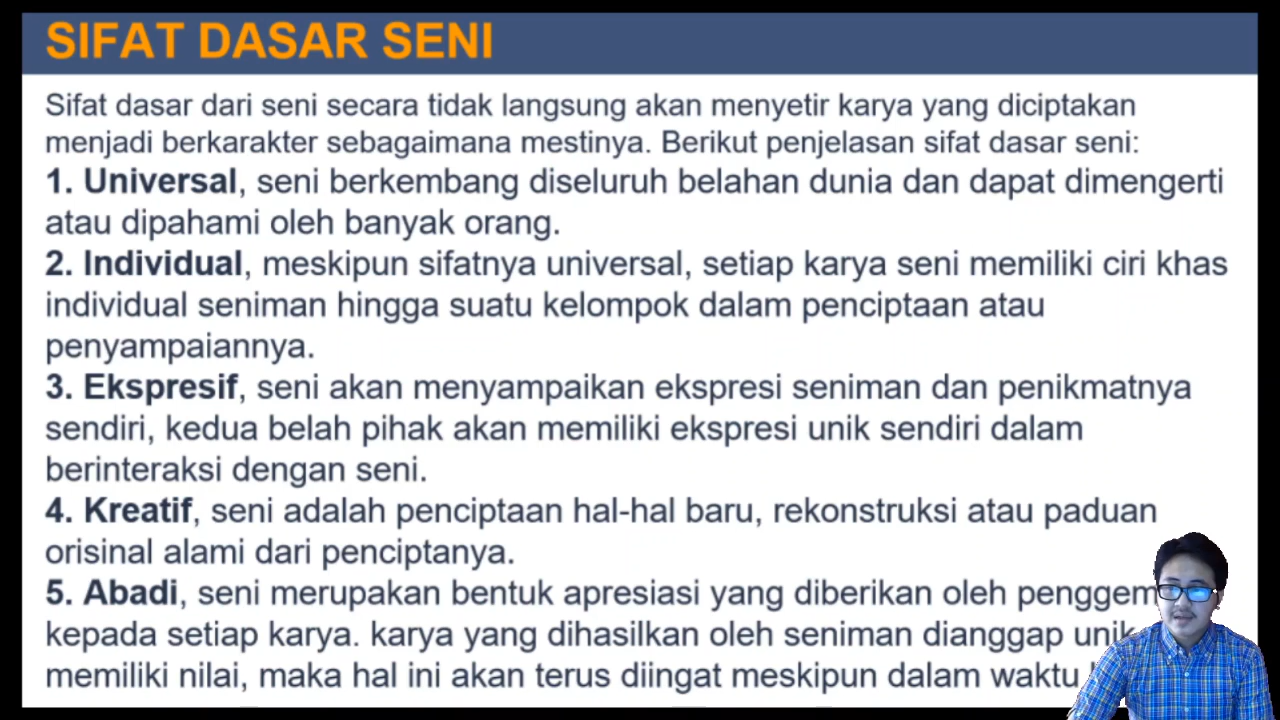 SIFAT DASAR SENI
Sifat dasar dari seni secara tidak langsung akan menyetir karya yang diciptakan
menjadi berkarakter sebagaimana mestinya. Berikut penjelasan sifat dasar seni:
1. Universal, seni berkembang diseluruh belahan dunia dan dapat dimengerti
atau dipahami oleh banyak orang.
2. Individual, meskipun sifatnya universal, setiap karya seni memiliki ciri khas
individual seniman hingga suatu kelompok dalam penciptaan atau
penyampaiannya.
3. Ekspresif, seni akan menyampaikan ekspresi seniman dan penikmatnya
sendiri, kedua belah pihak akan memiliki ekspresi unik sendiri dalam
berinteraksi dengan seni.
4. Kreatif, seni adalah penciptaan hal-hal baru, rekonstruksi atau paduan
orisinal alami dari penciptanya.
5. Abadi, seni merupakan bentuk apresiasi yang diberikan oleh
kepada setiap karya. karya yang dihasilkan oleh seniman dianggap unik
memiliki nilai, maka hal ini akan terus diingat meskipun dalam waktu